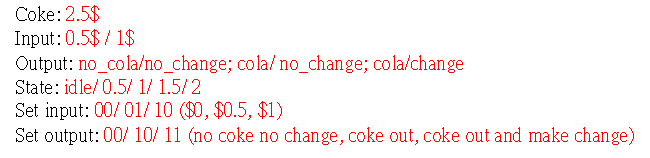 Coke: 2.5$
Input: 0.5$ / 1$
Output: no_cola/no_change; cola/ no_change; cola/change
State: idle/ 0.5/ 1/ 1.5/ 2
Set input: 00/ 01/ 10 ($0, $0.5, $1)
Set output: 00/ 10/ 11 (no coke no change, coke out, coke out and make change)